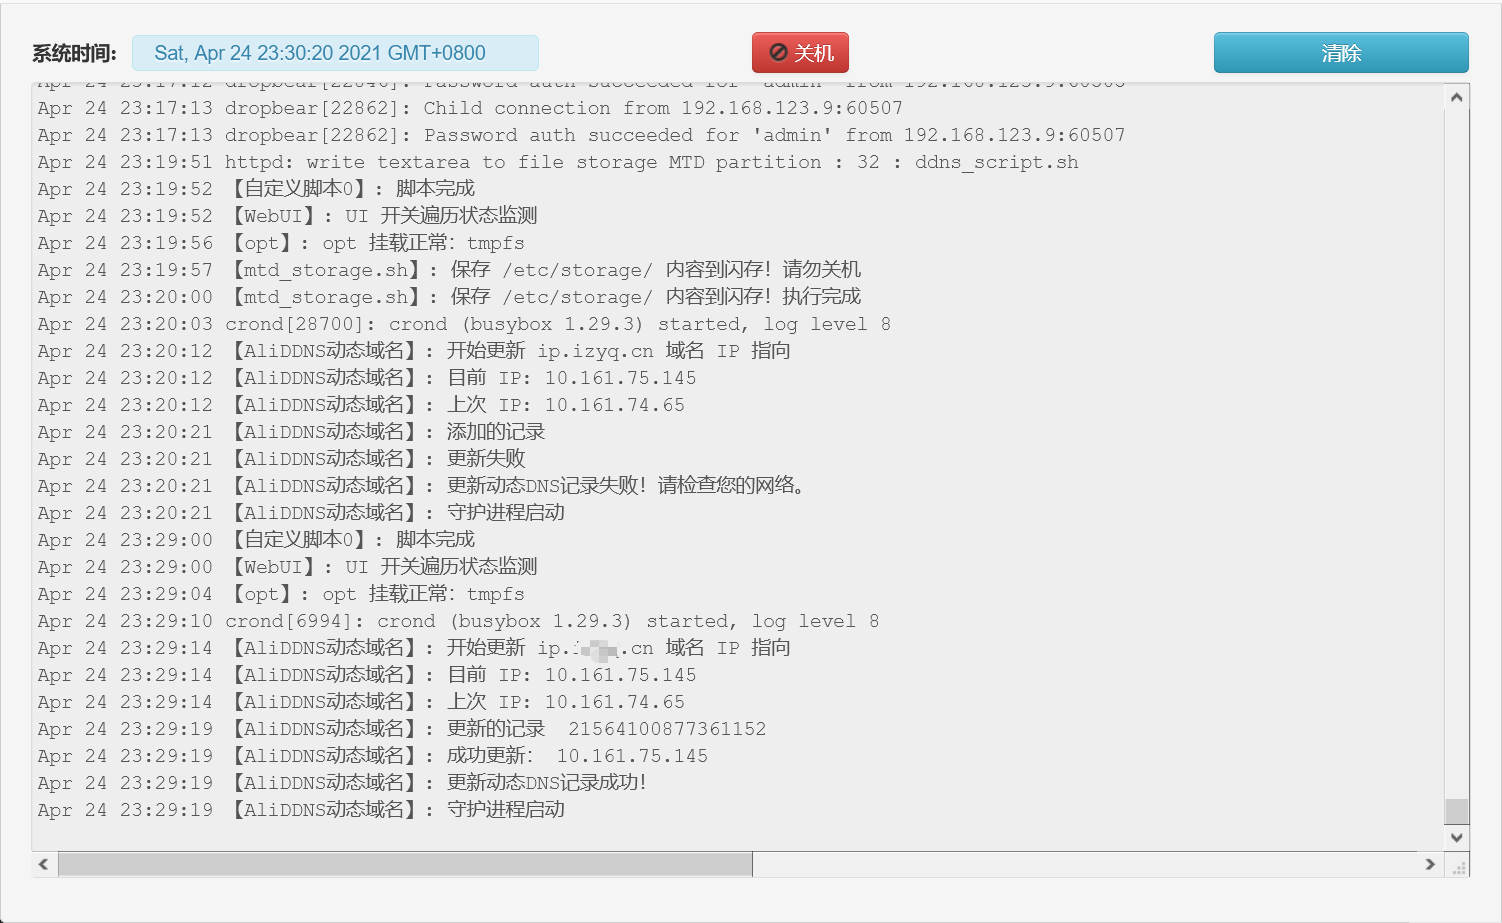 系统时间: Sat, Apr 24 23:30:20 2021 GMT+0800 关机 清除
Apr 24 23:17:12 dropbear[22846]: Password auth succeeded for 'admin' from 192.168.123.9:60503
Apr 24 23:17:13 dropbear[22862]: Child connection from 192.168.123.9:60507
Apr 24 23:17:13 dropbear[22862]: Password auth succeeded for 'admin' from 192.168.123.9:60507
Apr 24 23:19:51 httpd: write textarea to file storage MTD partition : 32 : ddns_script.sh
Apr 24 23:19:52 【自定义脚本0】: 脚本完成
Apr 24 23:19:52 【WebUI】: UI 开关遍历状态监测
Apr 24 23:19:56 【opt】: opt 挂载正常：tmpfs
Apr 24 23:19:57 【mtd_storage.sh】: 保存 /etc/storage/ 内容到闪存！请勿关机
Apr 24 23:20:00 【mtd_storage.sh】: 保存 /etc/storage/ 内容到闪存！执行完成
Apr 24 23:20:03 crond[28700]: crond (busybox 1.29.3) started, log level 8
Apr 24 23:20:12 【AliDDNS动态域名】: 开始更新 ip.izyq.cn 域名 IP 指向
Apr 24 23:20:12 【AliDDNS动态域名】: 目前 IP: 10.161.75.145
Apr 24 23:20:12 【AliDDNS动态域名】: 上次 IP: 10.161.74.65
Apr 24 23:20:21 【AliDDNS动态域名】: 添加的记录
Apr 24 23:20:21 【AliDDNS动态域名】: 更新失败
Apr 24 23:20:21 【AliDDNS动态域名】: 更新动态DNS记录失败！请检查您的网络。
Apr 24 23:20:21 【AliDDNS动态域名】: 守护进程启动
Apr 24 23:29:00 【自定义脚本0】: 脚本完成
Apr 24 23:29:00 【WebUI】: UI 开关遍历状态监测
Apr 24 23:29:04 【opt】: opt 挂载正常：tmpfs
Apr 24 23:29:10 crond[6994]: crond (busybox 1.29.3) started, log level 8
Apr 24 23:29:14 【AliDDNS动态域名】: 开始更新 ip. .cn 域名 IP 指向
Apr 24 23:29:14 【AliDDNS动态域名】: 目前 IP: 10.161.75.145
Apr 24 23:29:14 【AliDDNS动态域名】: 上次 IP: 10.161.74.65
Apr 24 23:29:19 【AliDDNS动态域名】: 更新的记录 21564100877361152
Apr 24 23:29:19 【AliDDNS动态域名】: 成功更新： 10.161.75.145
Apr 24 23:29:19 【AliDDNS动态域名】: 更新动态DNS记录成功！
Apr 24 23:29:19 【AliDDNS动态域名】: 守护进程启动